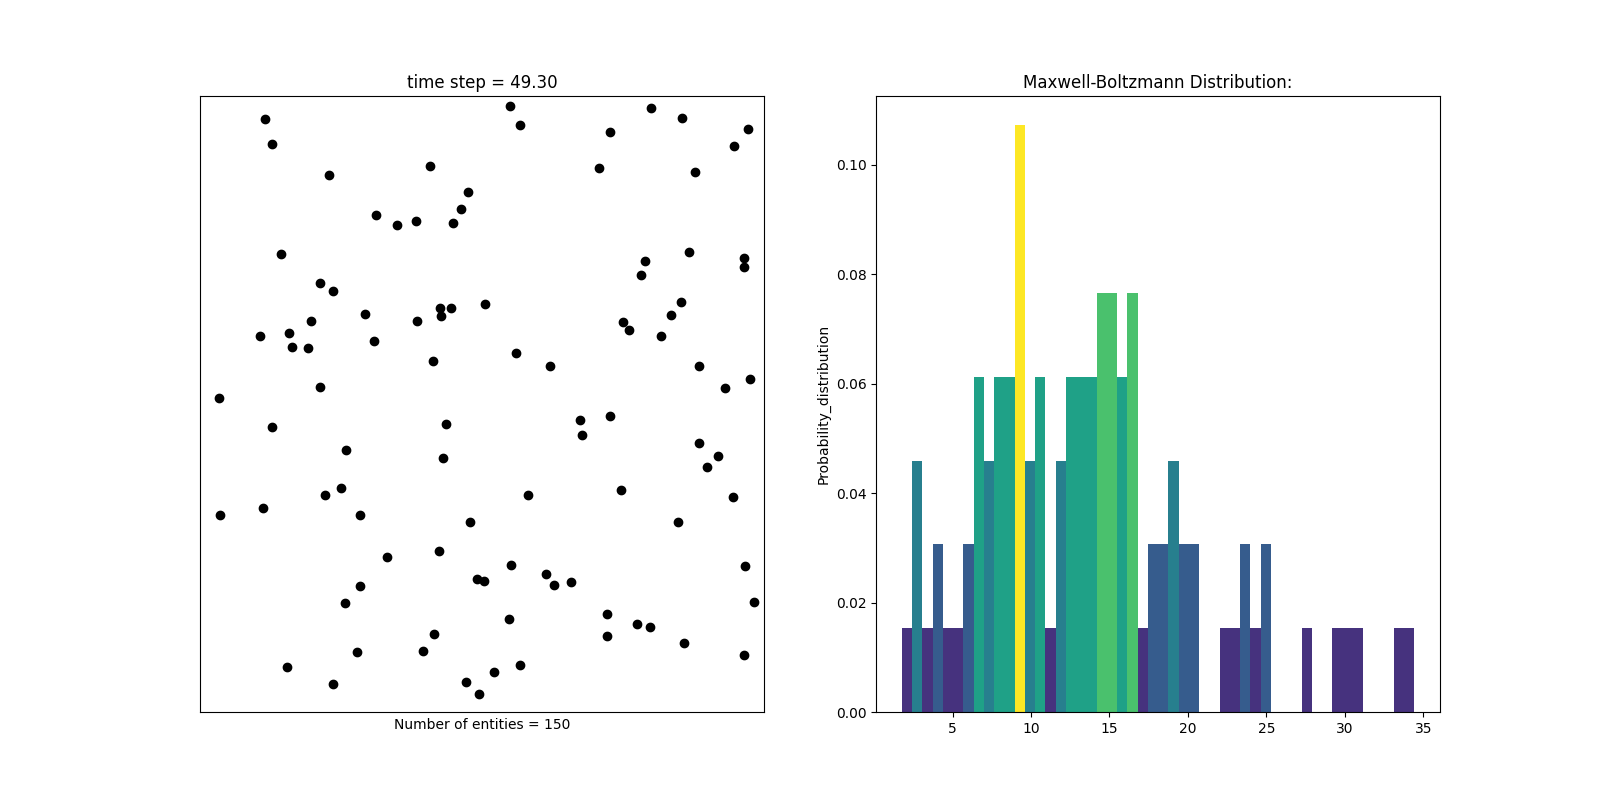 time step = 49.30
Number of entities = 150
Maxwell-Boltzmann Distribution:
Probability_distribution
0.10
0.08
0.06
0.04
0.02
0.00
5 10 15 20 25 30 35